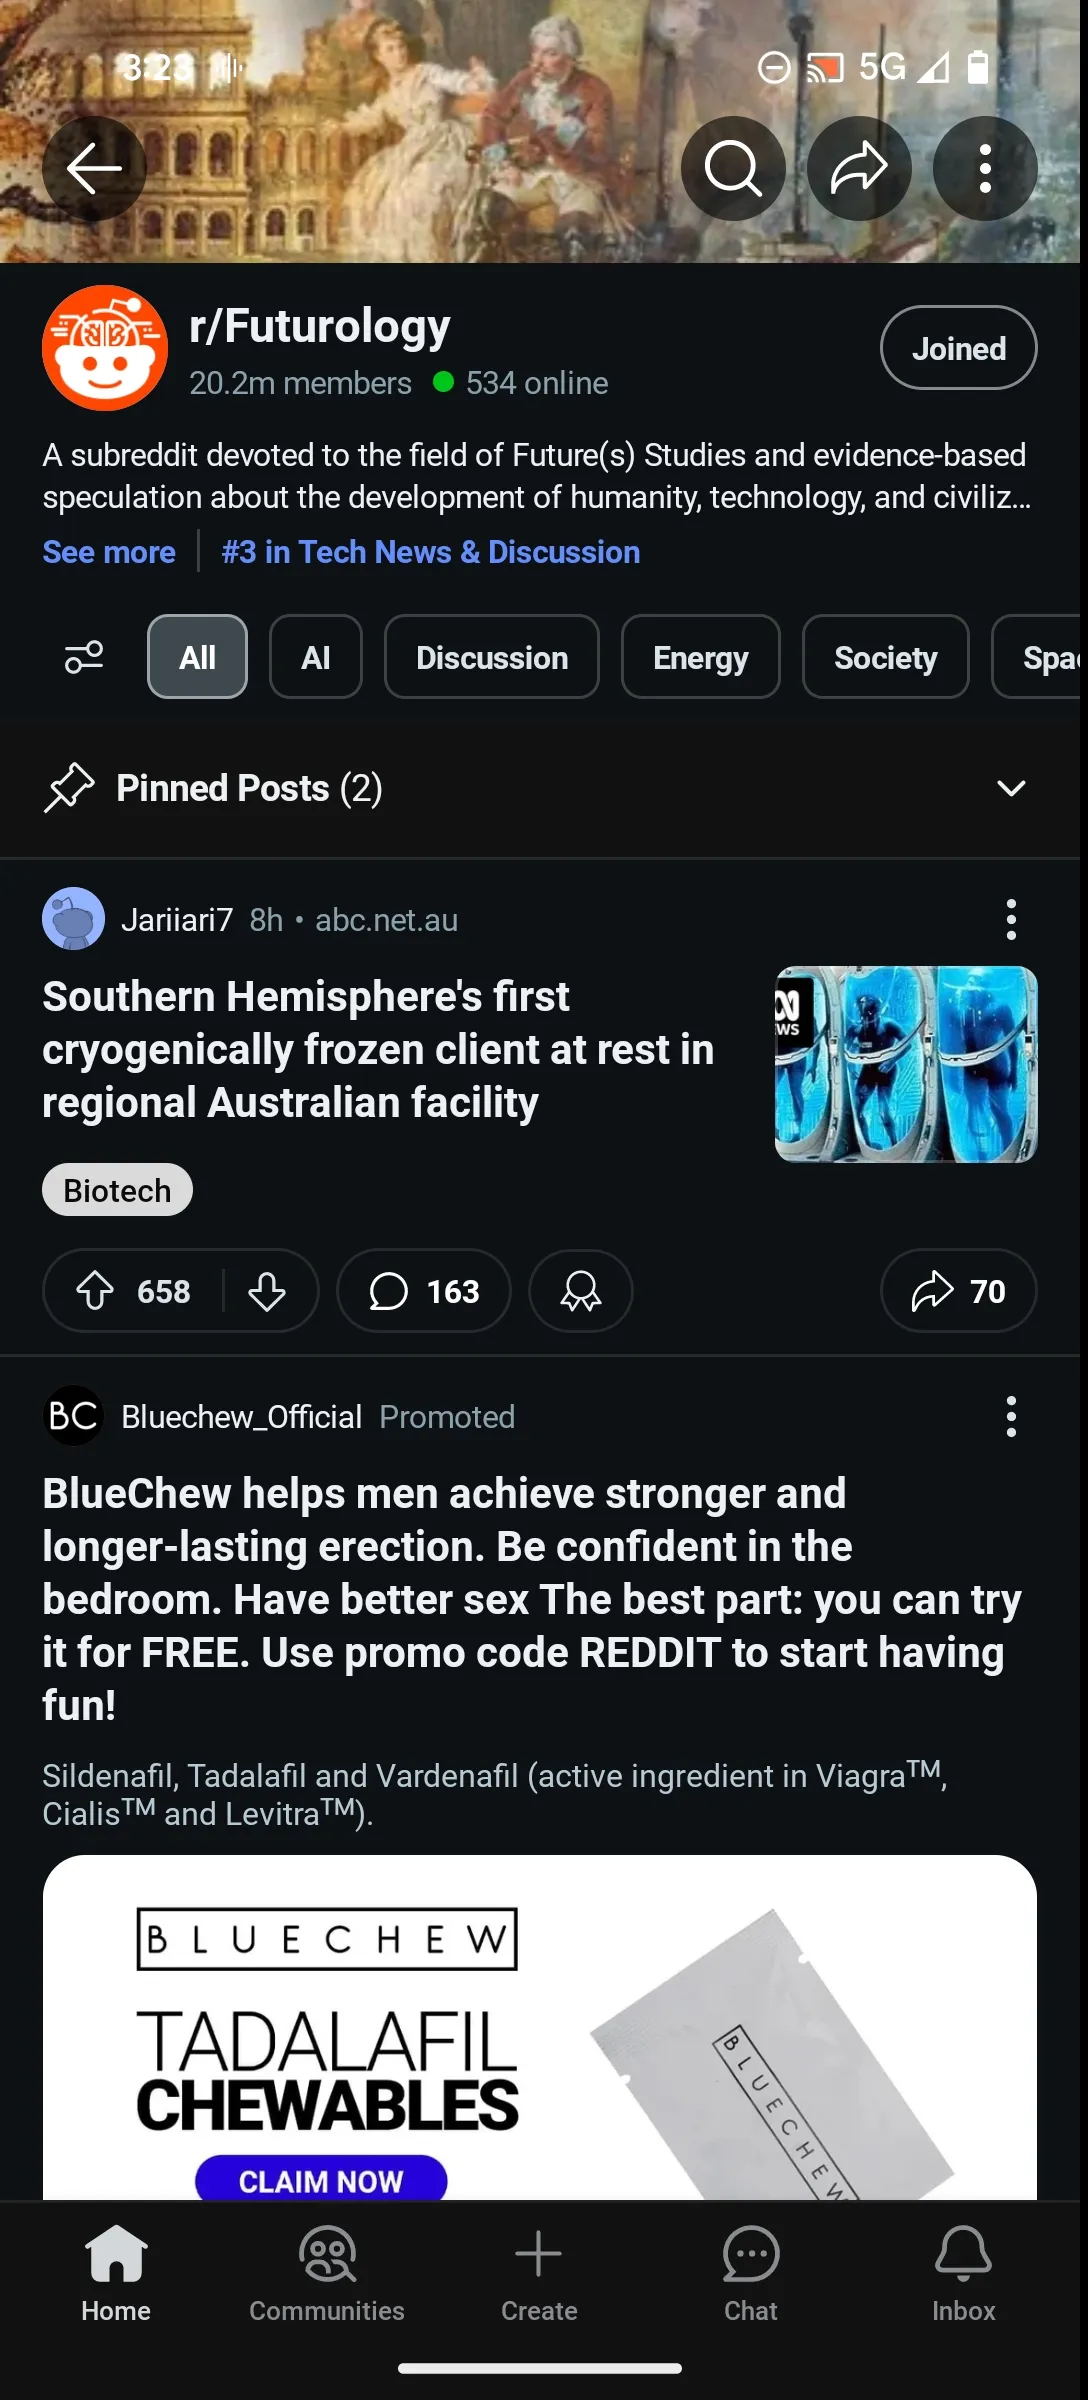 3:23
5G
r/Futurology
20.2m members 534 online
Joined
A subreddit devoted to the field of Future(s) Studies and evidence-based
speculation about the development of humanity, technology, and civiliz...
See more
#3 in Tech News & Discussion
All
AI
Discussion
Energy
Society
Spa
Pinned Posts (2)
Jariiari7 8h • abc.net.au
Southern Hemisphere's first
cryogenically frozen client at rest in
regional Australian facility
WS
Biotech
658
163
70
BC
Bluechew_Official Promoted
BlueChew helps men achieve stronger and
longer-lasting erection. Be confident in the
bedroom. Have better sex The best part: you can try
it for FREE. Use promo code REDDIT to start having
fun!
Sildenafil, Tadalafil and Vardenafil (active ingredient in Viagra™,
Cialis™ and Levitra™).
BLUECHEW
TADALAFIL
CHEWABLES
CLAIM NOW
BLUECHEW
Home
Communities
Create
Chat
Inbox